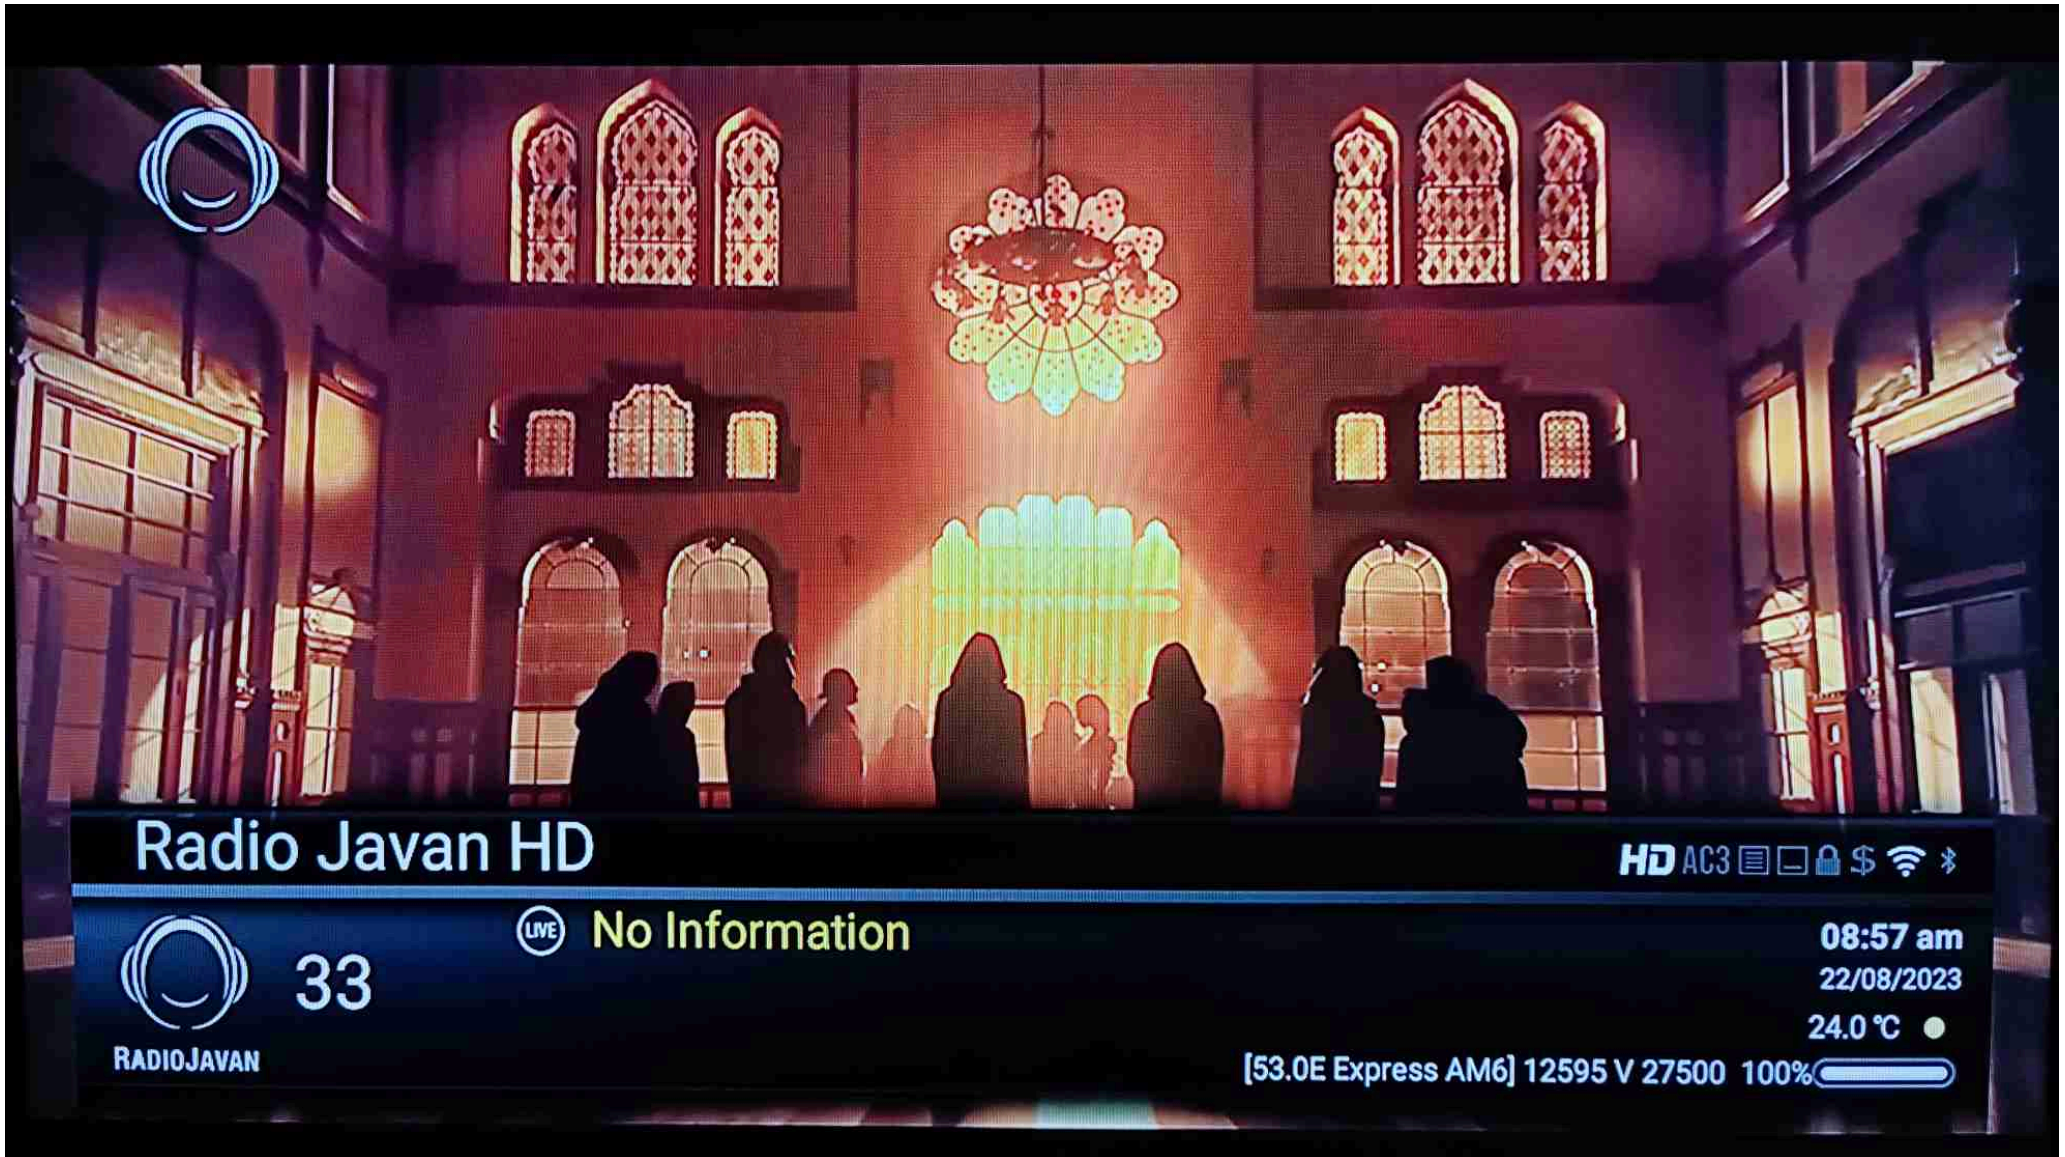 Radio Javan HD
HD AC3 $
LIVE No Information
33
RADIOJAVAN
08:57 am
22/08/2023
24.0 °C
[53.0E Express AM6] 12595 V 27500 100%